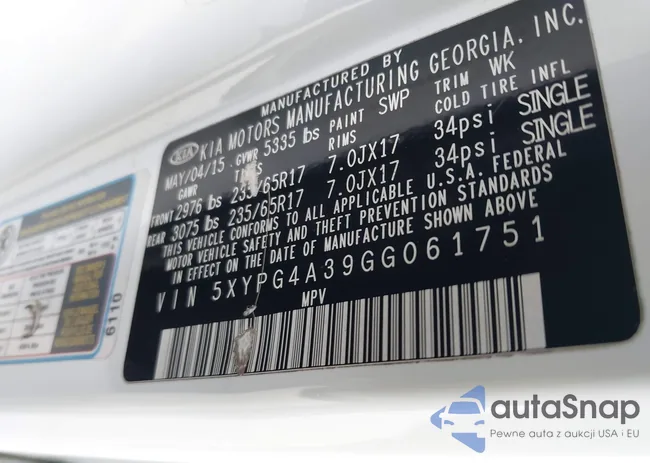 MANUFACTURED BY
KIA KIA MOTORS MANUFACTURING GEORGIA, INC.
MAY/04/15 GVWR 5335 lbs PAINT SWP TRIM WK
GAWR TIRES RIMS COLD TIRE INFL
FRONT 2976 lbs 235/65R17 7.0JX17 34psi SINGLE
REAR 3075 lbs 235/65R17 7.0JX17 34psi SINGLE
THIS VEHICLE CONFORMS TO ALL APPLICABLE U.S.A. FEDERAL
MOTOR VEHICLE SAFETY AND THEFT PREVENTION STANDARDS
IN EFFECT ON THE DATE OF MANUFACTURE SHOWN ABOVE
VIN 5XYPG4A39GG061751
MPV
6110
autaSnap
Pewne auta z aukcji USA i EU